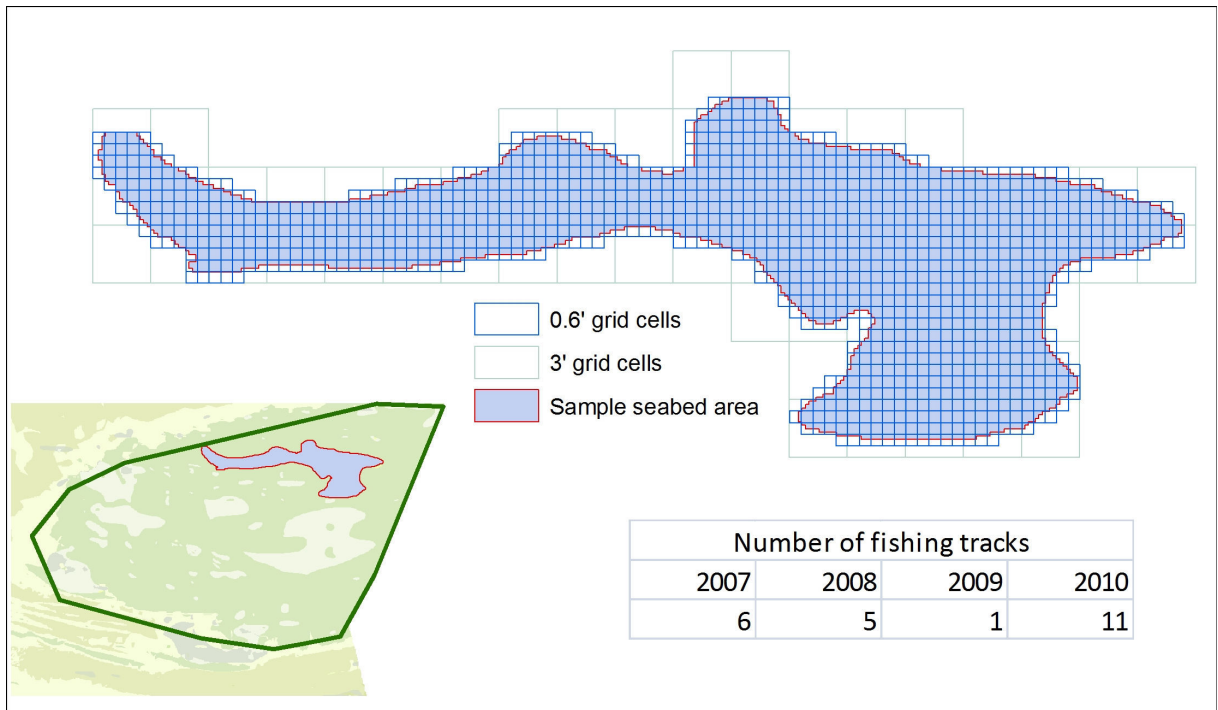 0.6' grid cells
3' grid cells
Sample seabed area
Number of fishing tracks
2007 2008 2009 2010
6 5 1 11